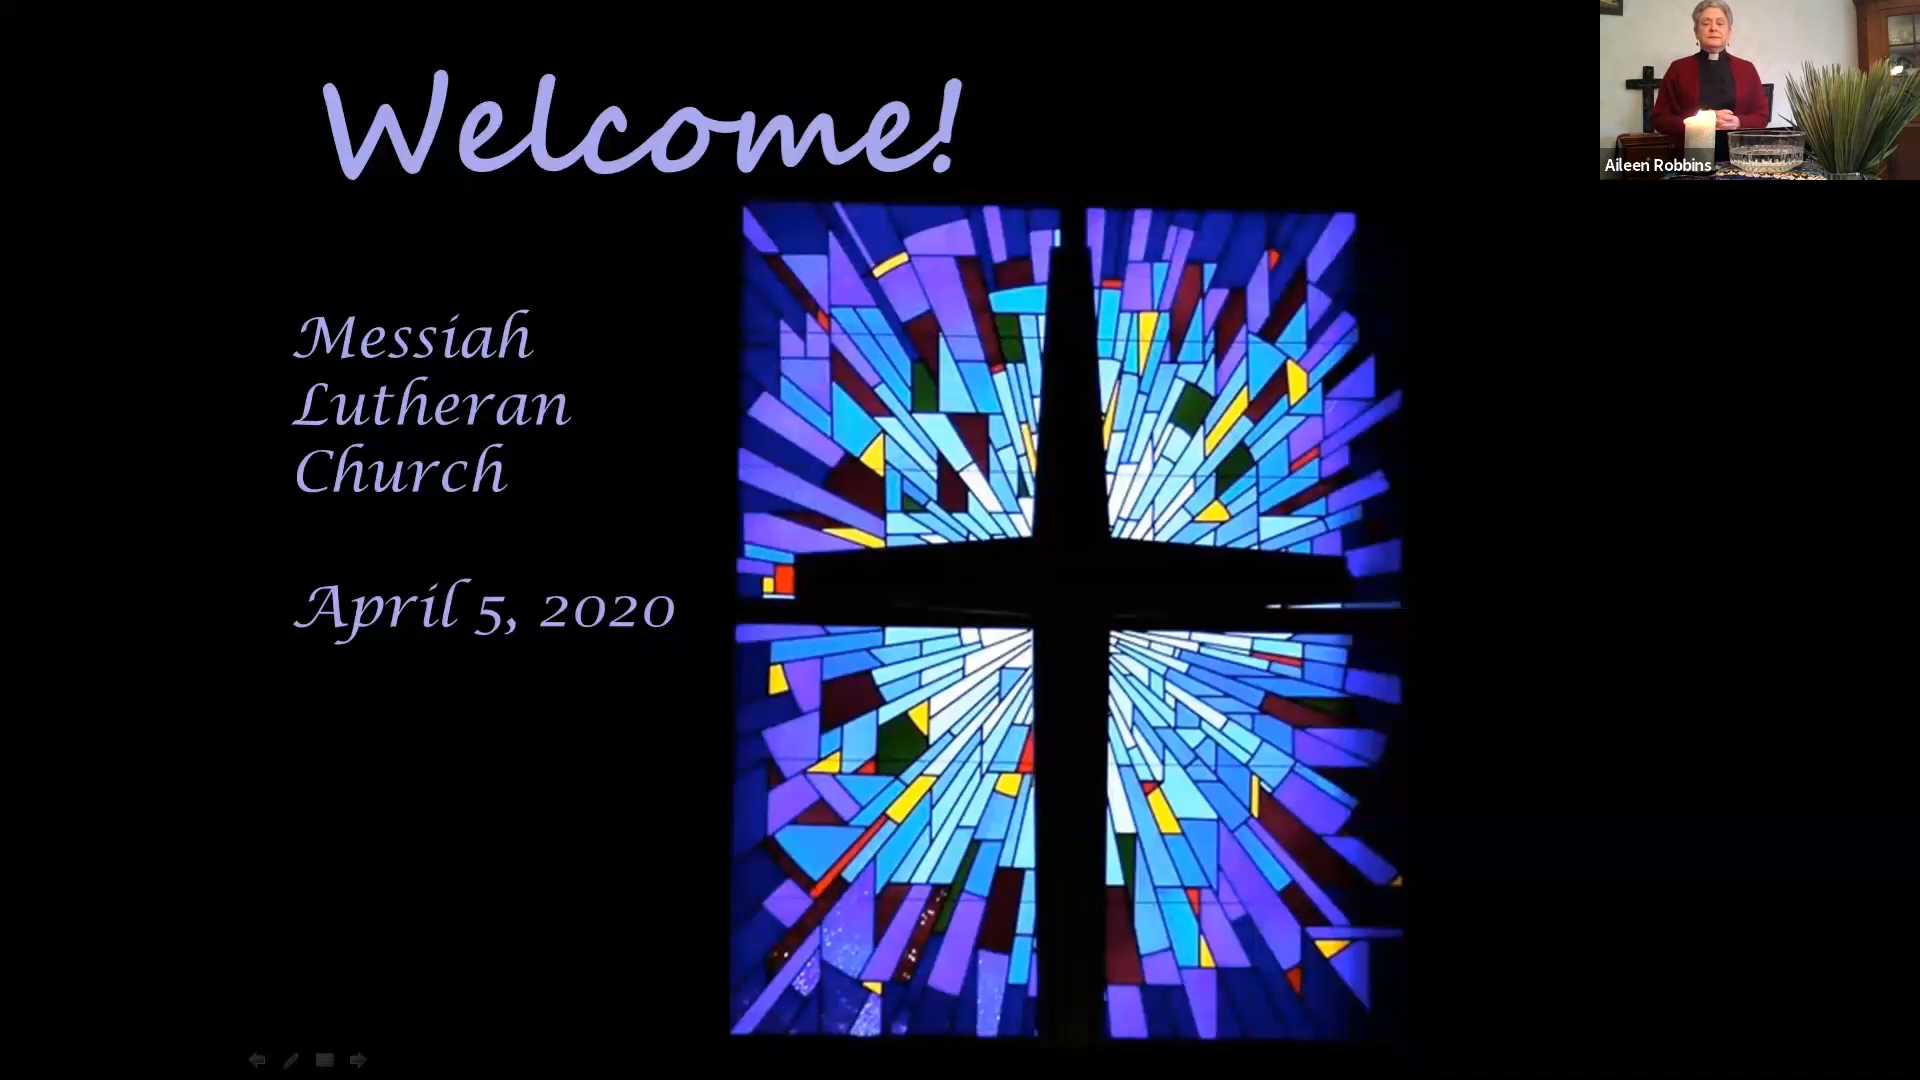 Welcome!
Messiah
Lutheran
Church
April 5, 2020
Aileen Robbins